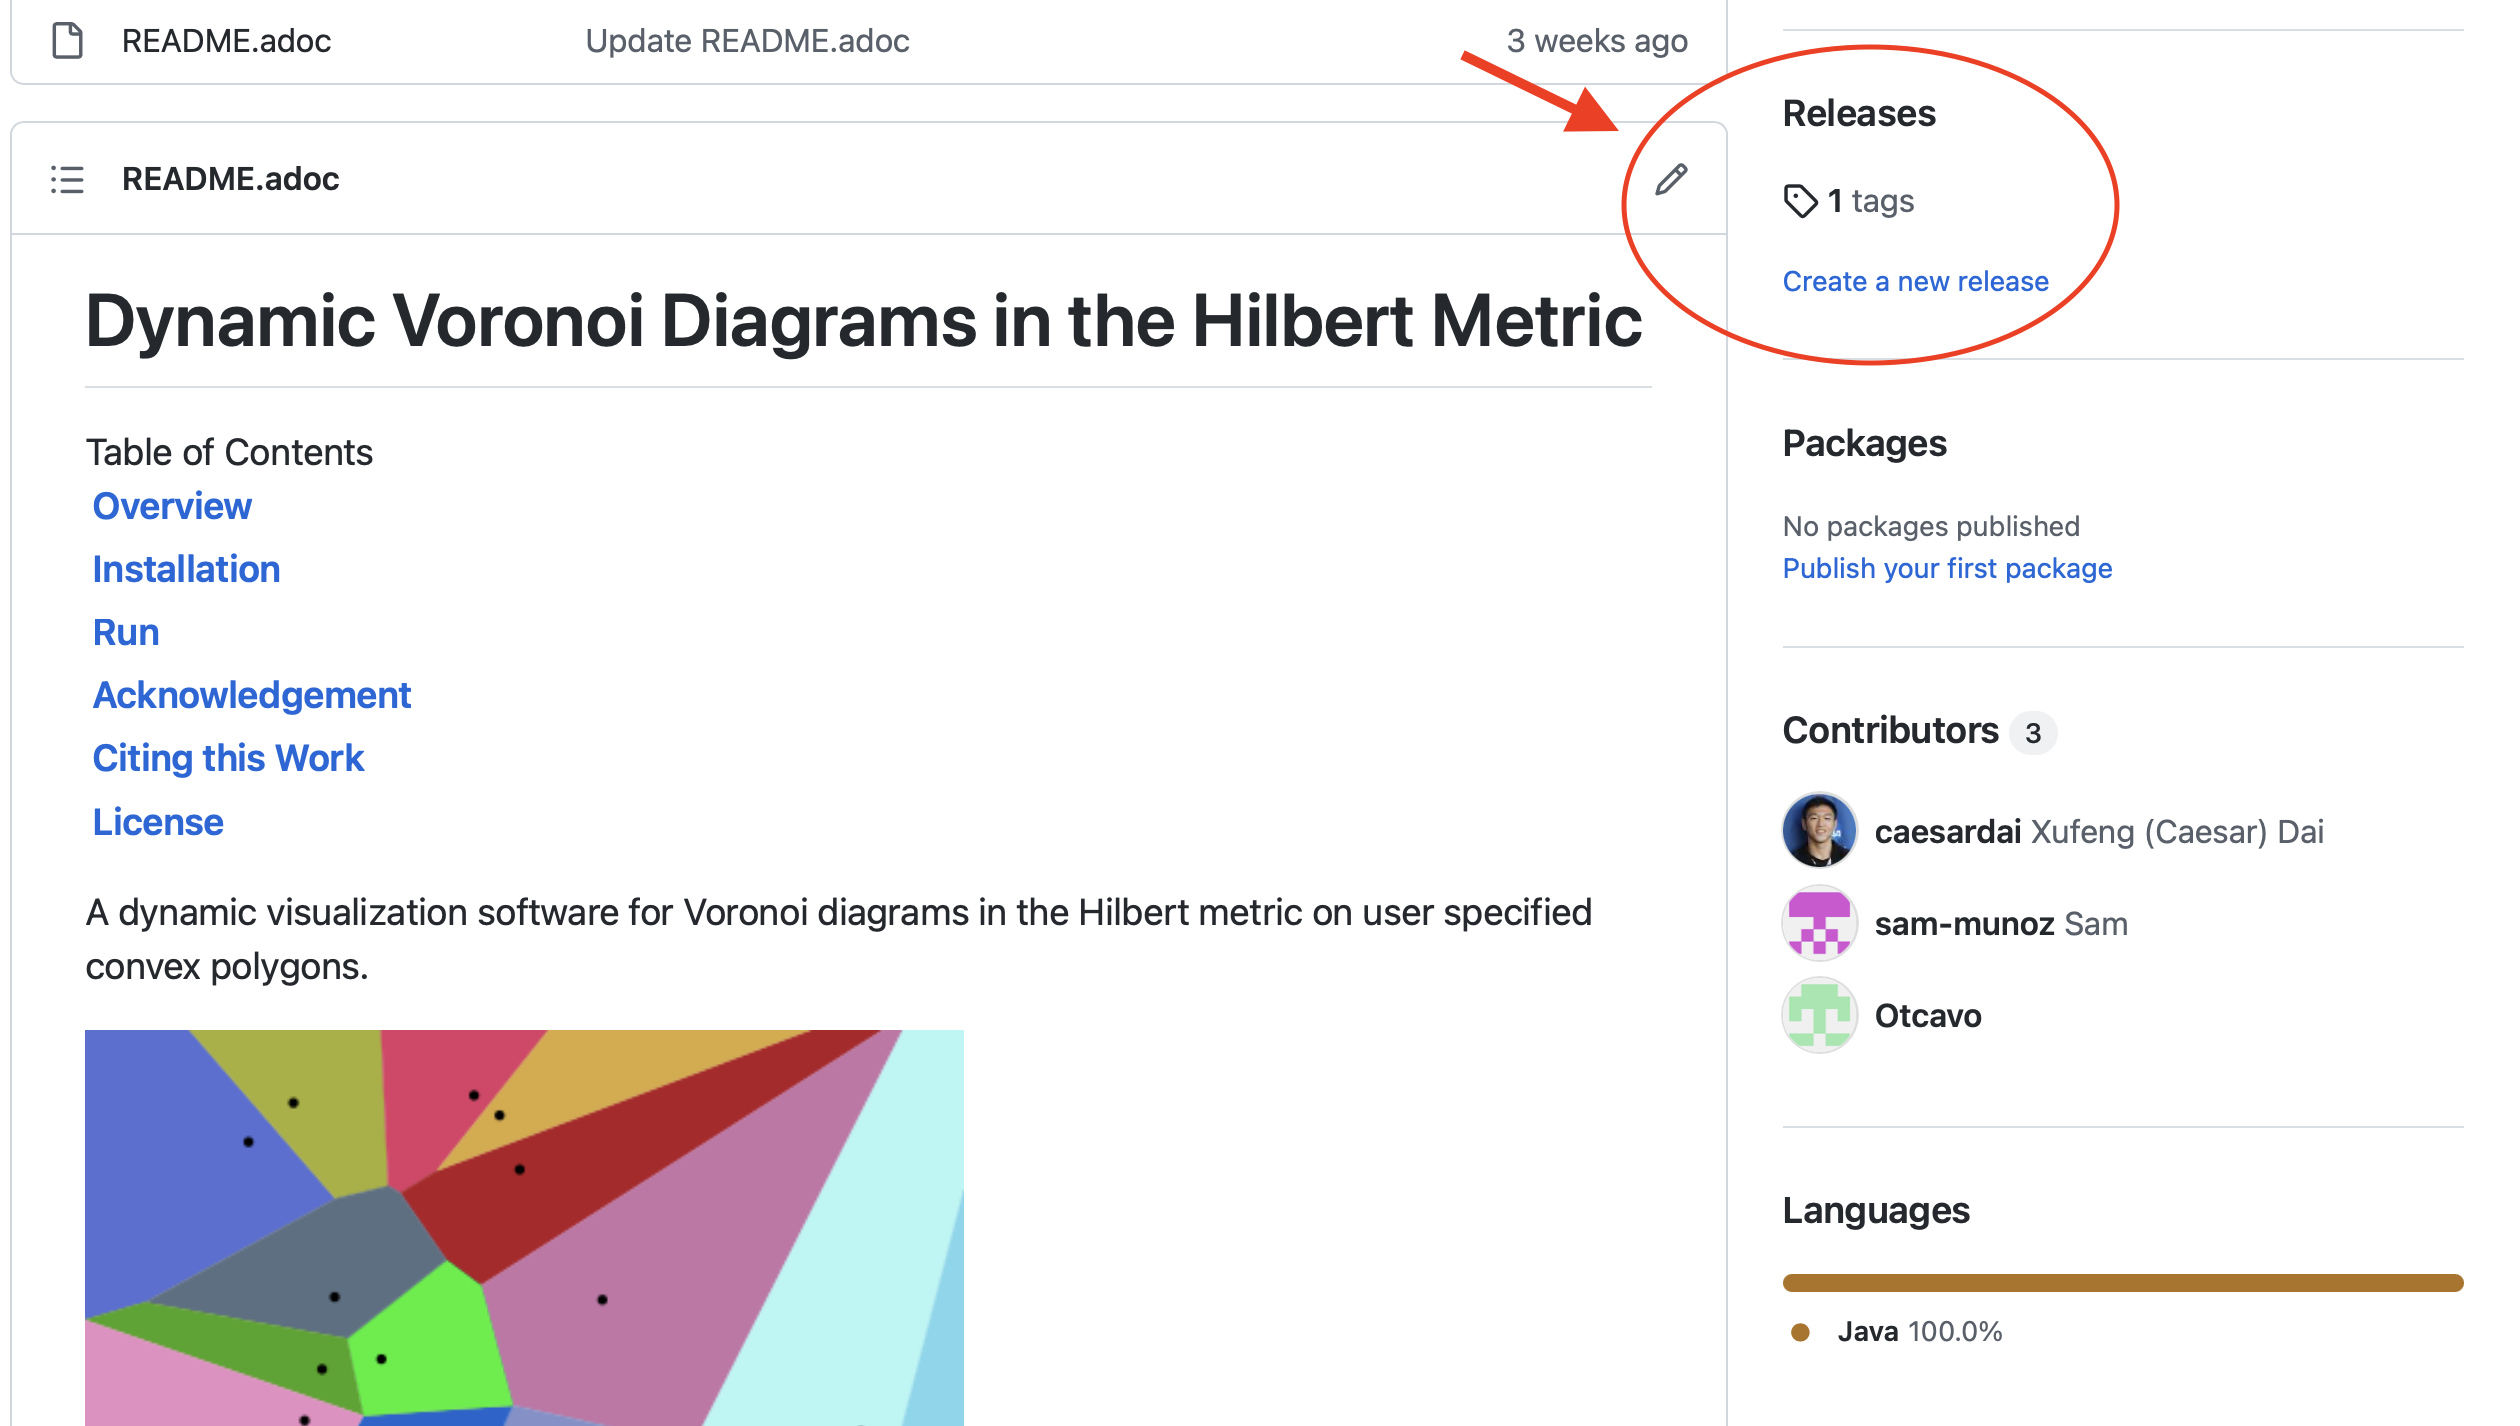 README.adoc Update README.adoc 3 weeks ago
README.adoc
Dynamic Voronoi Diagrams in the Hilbert Metric
Table of Contents
Overview
Installation
Run
Acknowledgement
Citing this Work
License
A dynamic visualization software for Voronoi diagrams in the Hilbert metric on user specified
convex polygons.
Releases
1 tags
Create a new release
Packages
No packages published
Publish your first package
Contributors 3
caesardai Xufeng (Caesar) Dai
sam-munoz Sam
Otcavo
Languages
Java 100.0%